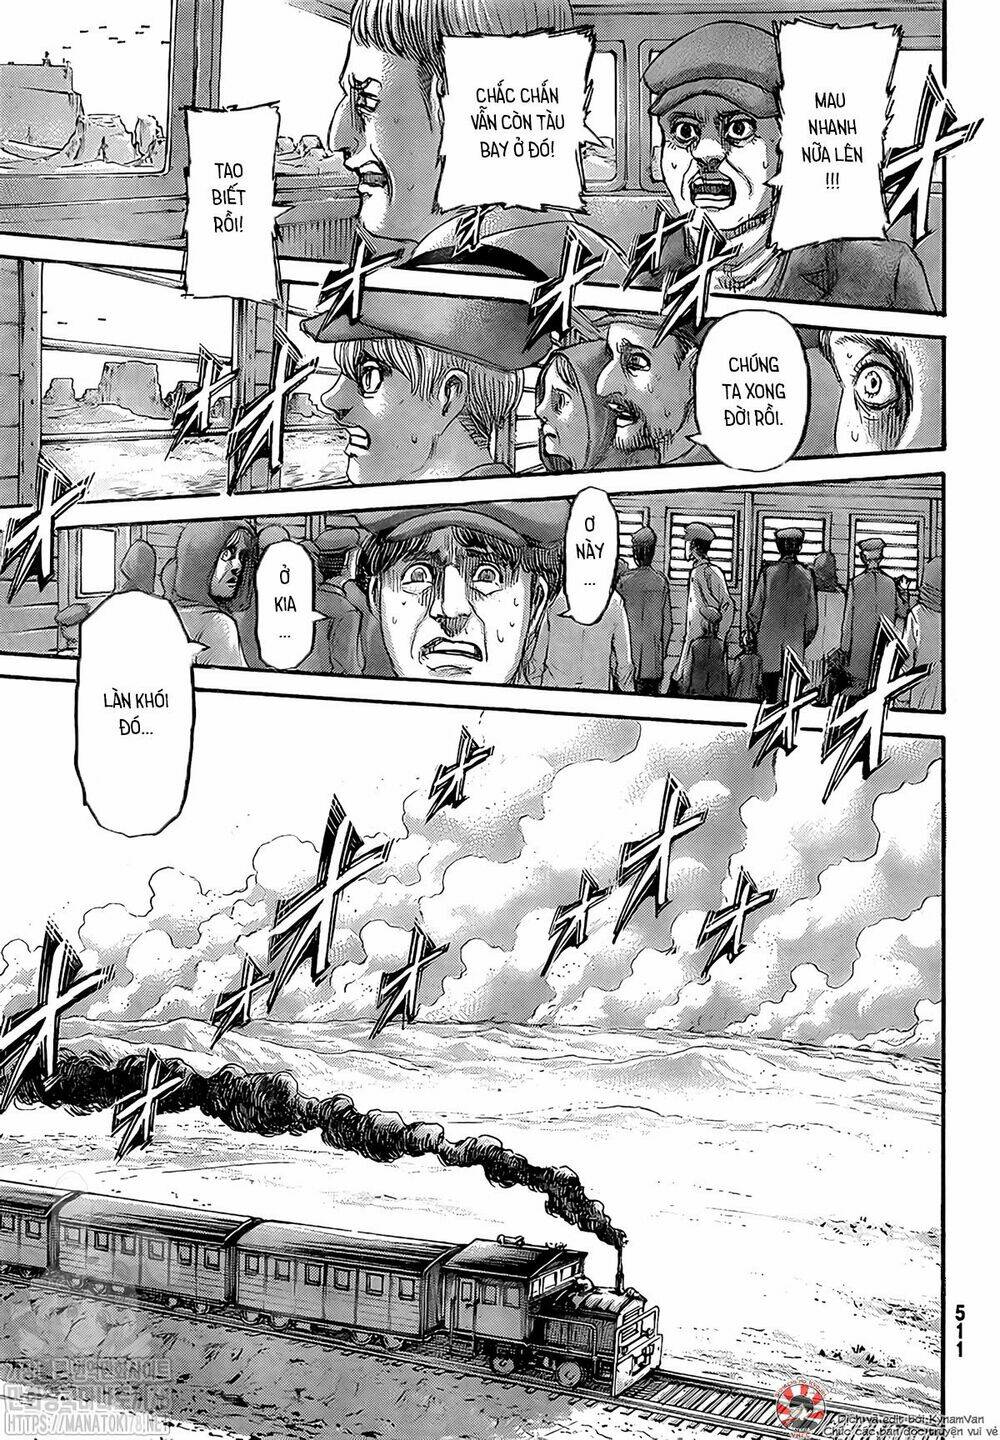 MAU
NHANH
NỮA LÊN
!!!
CHẮC CHẮN
VẪN CÒN TÀU
BAY Ở ĐÓ!
TAO
BIẾT
RỒI!
CHÚNG
TA XONG
ĐỜI RỒI.
Ơ
NÀY
...
Ở
KIA
...
LÀN KHÓI
ĐÓ...
511
HTTPS://MANATOKI78.NET
Dịch và edit bởi KynamVan
Chúc các bạn đọc truyện vui vẻ